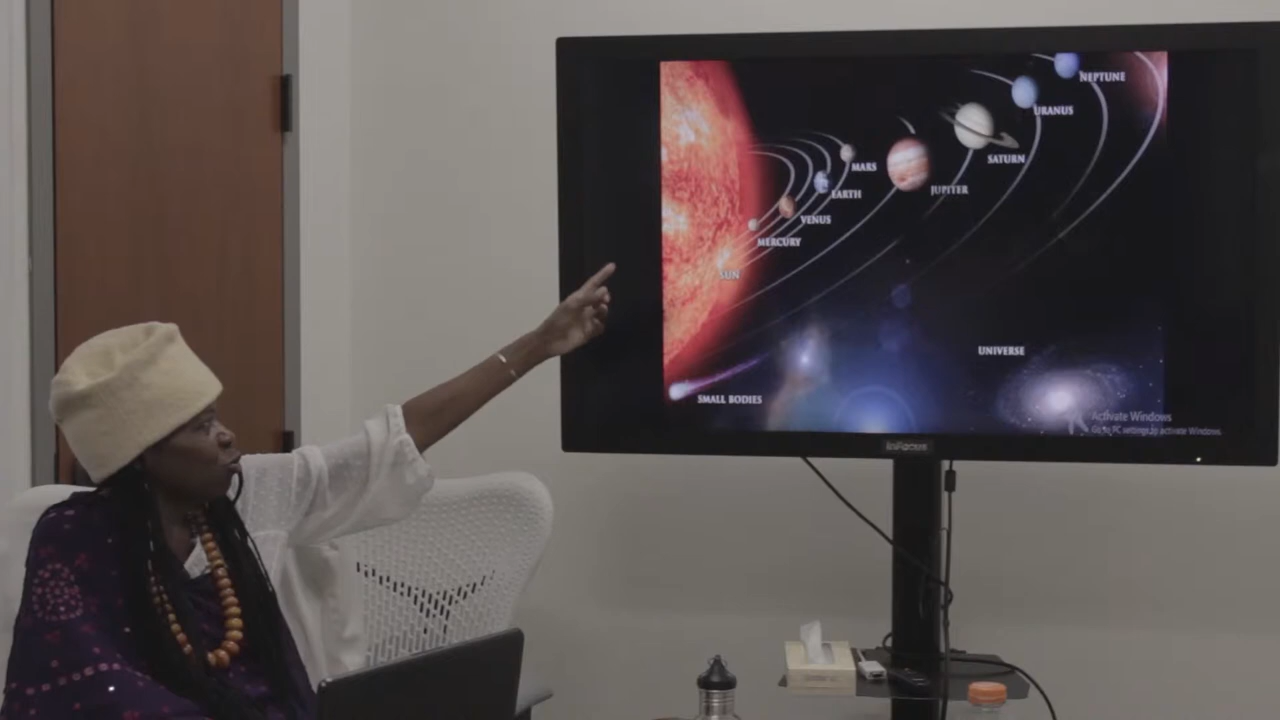 NEPTUNE
URANUS
SATURN
MARS
JUPITER
EARTH
VENUS
MERCURY
SUN
UNIVERSE
SMALL BODIES
Activate Windows
Go to PC settings to activate Windows.
InFocus